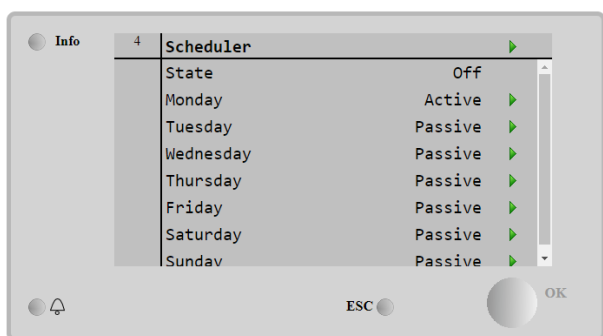 Info
4 Scheduler
State Off
Monday Active
Tuesday Passive
Wednesday Passive
Thursday Passive
Friday Passive
Saturday Passive
Sunday Passive
ESC OK